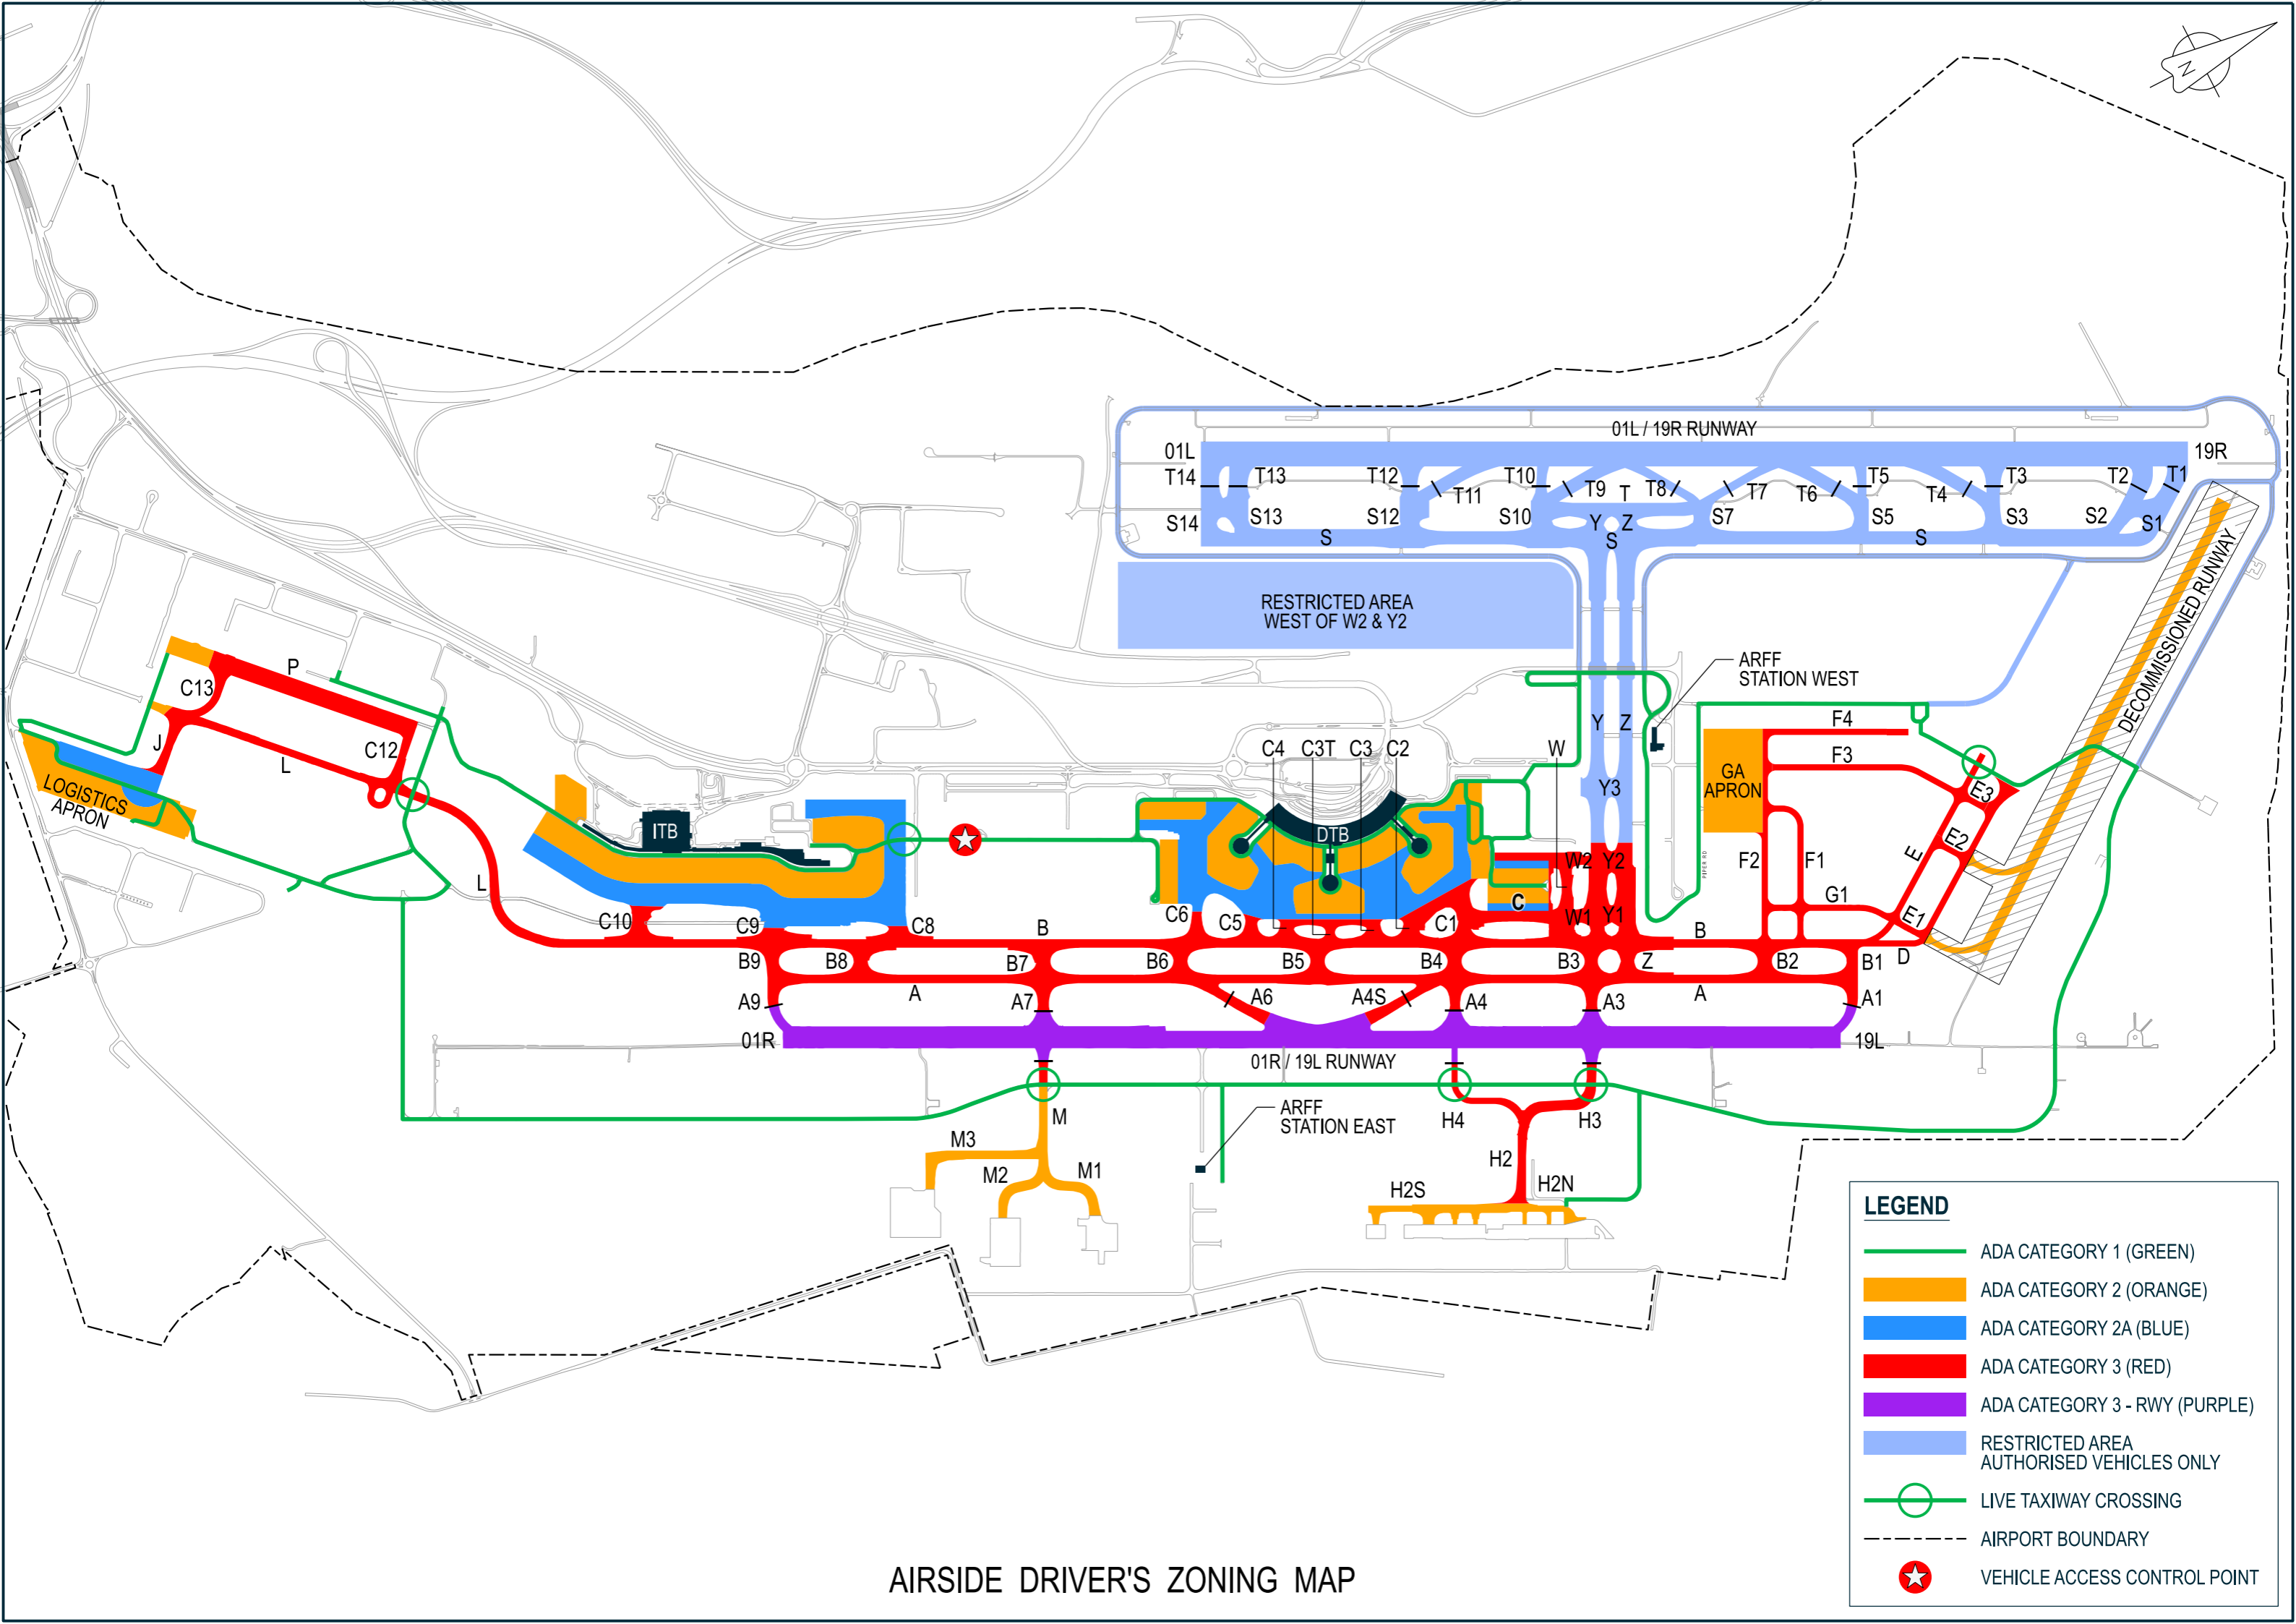 N
01L / 19R RUNWAY
01L
19R
T14
T13
T12
T11
T10
T9
T
T8
T7
T6
T5
T4
T3
T2
T1
S14
S13
S12
S10
Y
Z
S7
S5
S3
S2
S1
S
S
S
RESTRICTED AREA
WEST OF W2 & Y2
DECOMMISSIONED RUNWAY
ARFF
STATION WEST
P
C13
J
L
C12
LOGISTICS
APRON
Y
Z
F4
F3
GA
APRON
E3
E2
E
E1
F2
F1
G1
PIPER RD
C4
C3T
C3
C2
W
Y3
ITB
DTB
W2
Y2
C
W1
Y1
L
C10
C9
C8
B
C6
C5
C1
B
D
B9
B8
B7
B6
B5
B4
B3
Z
B2
B1
A9
A
A7
A6
A4S
A4
A3
A
A1
01R
19L
01R / 19L RUNWAY
ARFF
STATION EAST
M
M3
M2
M1
H4
H3
H2
H2S
H2N
LEGEND
ADA CATEGORY 1 (GREEN)
ADA CATEGORY 2 (ORANGE)
ADA CATEGORY 2A (BLUE)
ADA CATEGORY 3 (RED)
ADA CATEGORY 3 - RWY (PURPLE)
RESTRICTED AREA
AUTHORISED VEHICLES ONLY
LIVE TAXIWAY CROSSING
AIRPORT BOUNDARY
VEHICLE ACCESS CONTROL POINT
AIRSIDE DRIVER'S ZONING MAP